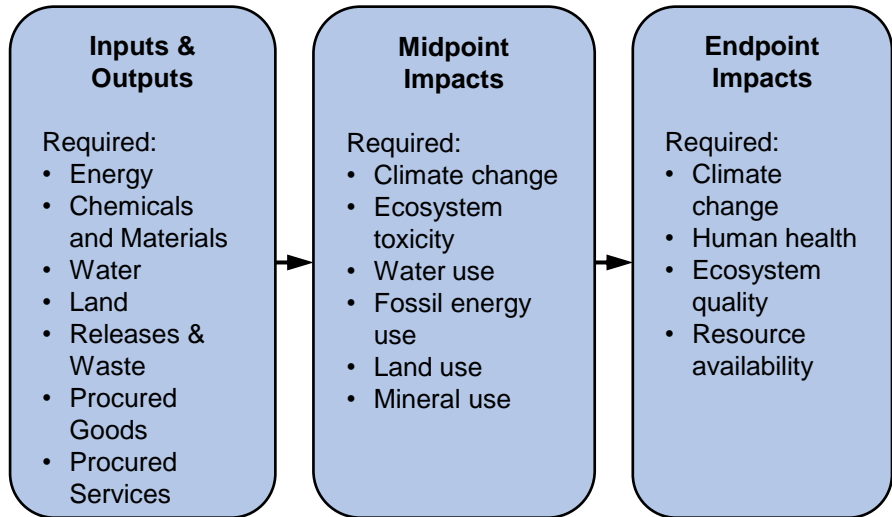 Inputs &
Outputs
Required:
• Energy
• Chemicals
and Materials
• Water
• Land
• Releases &
Waste
• Procured
Goods
• Procured
Services
Midpoint
Impacts
Required:
• Climate change
• Ecosystem
toxicity
• Water use
• Fossil energy
use
• Land use
• Mineral use
Endpoint
Impacts
Required:
• Climate
change
• Human health
• Ecosystem
quality
• Resource
availability